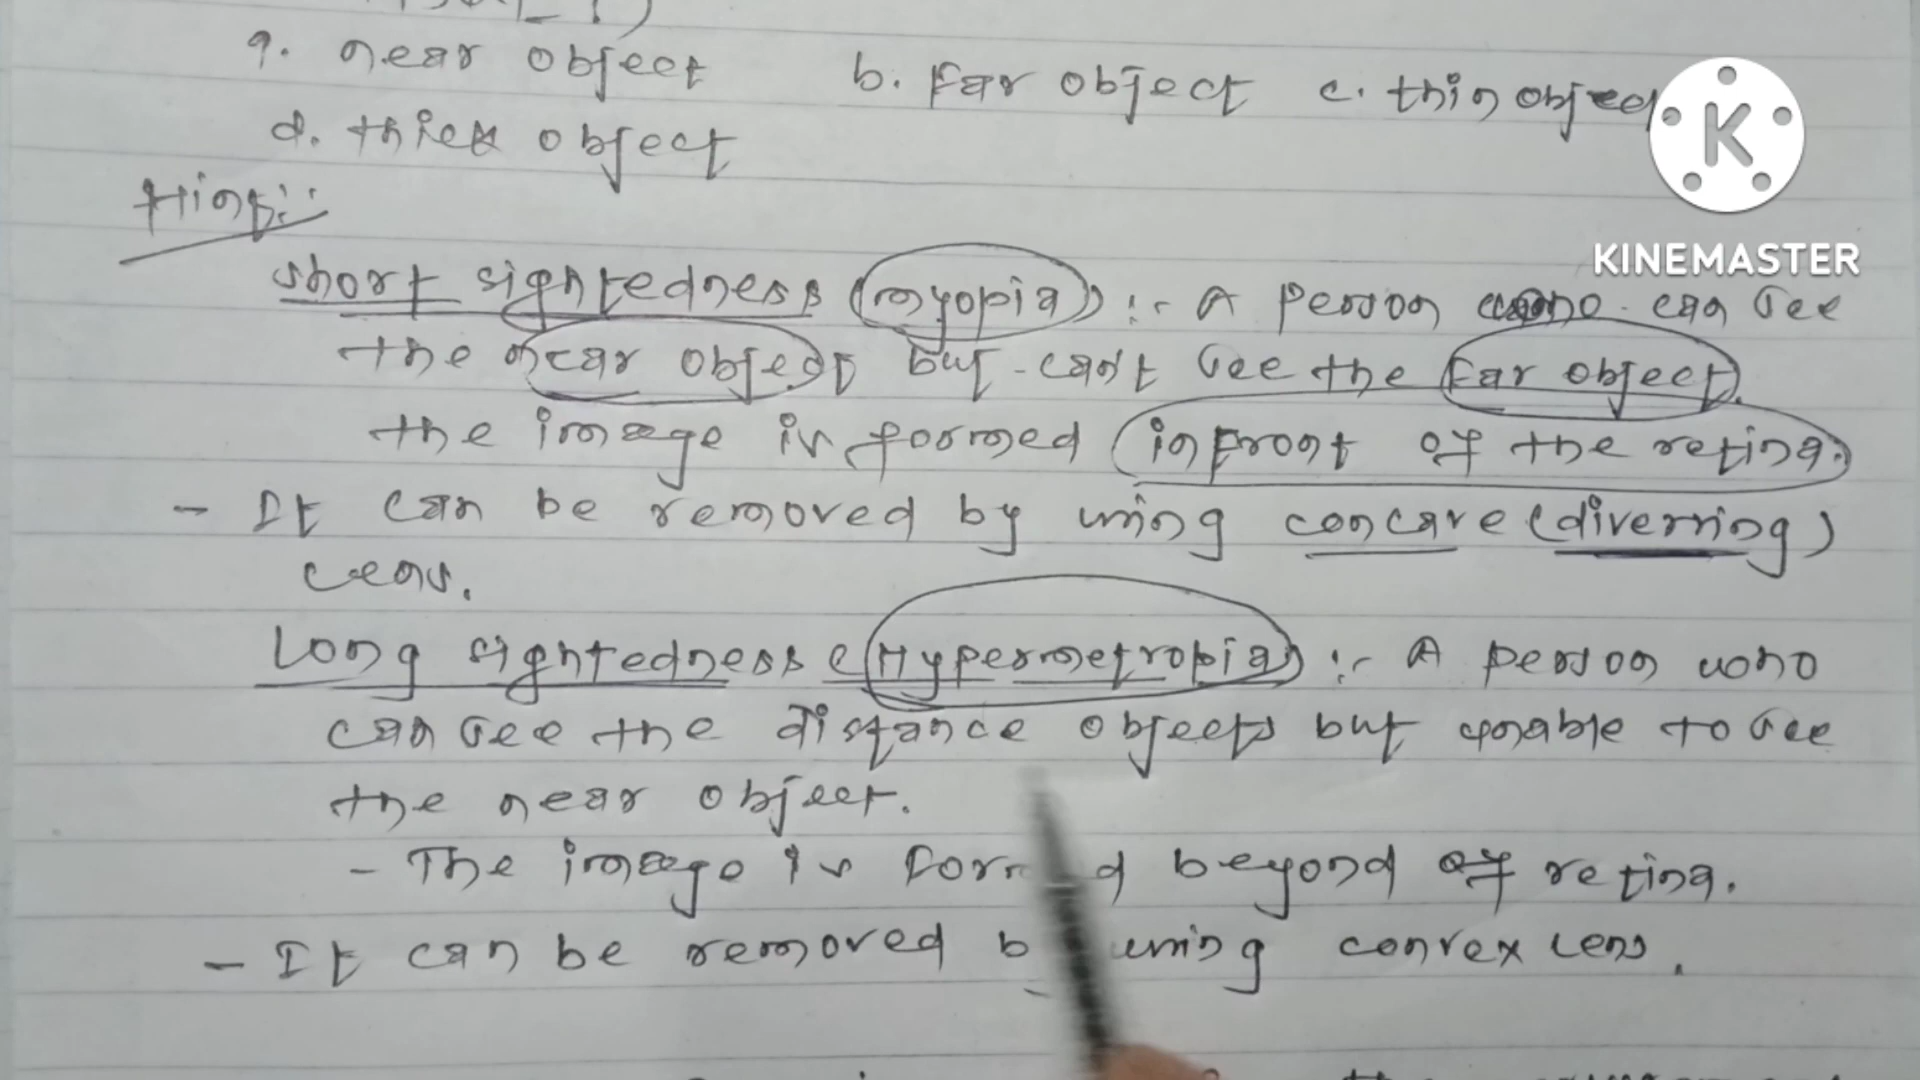 a. near object b. Far object c. thin object
d. thick object
Hint::
short sightedness (myopia) :- A person who can see
the near object but can't see the Far object.
the image is formed (infront of the retina.)
- It can be removed by using concave (diverring)
lens.
Long sightedness (Hypermetropia) :- A person who
can see the distance objects but unable to see
the near object.
- The image is beyond of retina.
- It can be removed using convex lens.
KINEMASTER